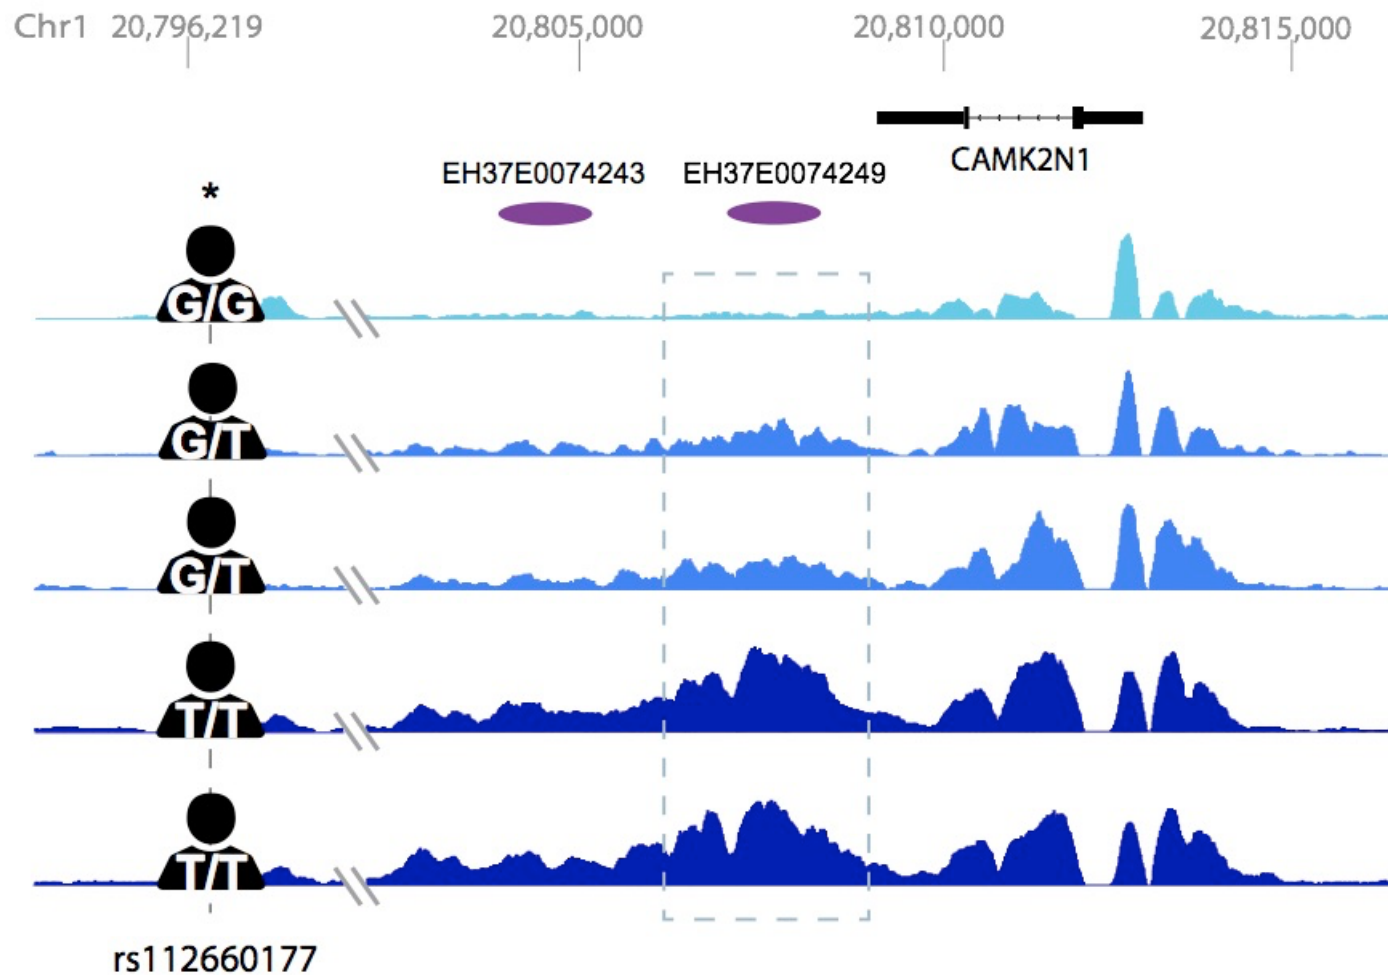 Chr1 20,796,219 20,805,000 20,810,000 20,815,000
CAMK2N1
EH37E0074243 EH37E0074249
*
G/G
G/T
G/T
T/T
T/T
rs112660177